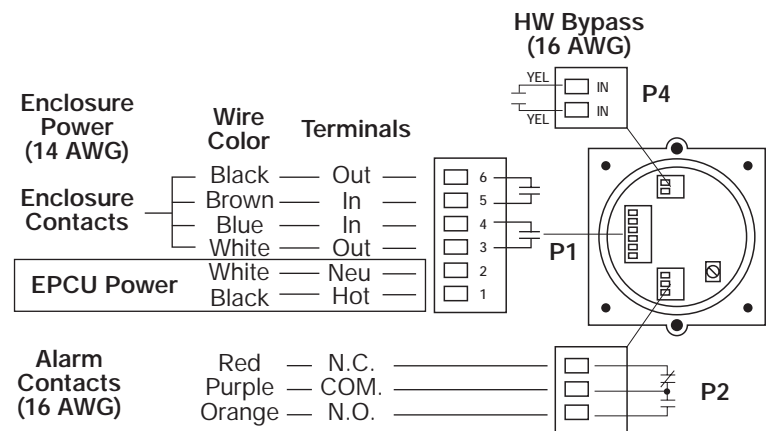 HW Bypass
(16 AWG)
YEL
IN
P4
YEL
IN
Enclosure
Power
(14 AWG)
Wire
Color
Terminals
Enclosure
Contacts
Black Out 6
Brown In 5
Blue In 4
White Out 3
P1
EPCU Power
White Neu 2
Black Hot 1
Alarm
Contacts
(16 AWG)
Red N.C.
Purple COM.
Orange N.O.
P2